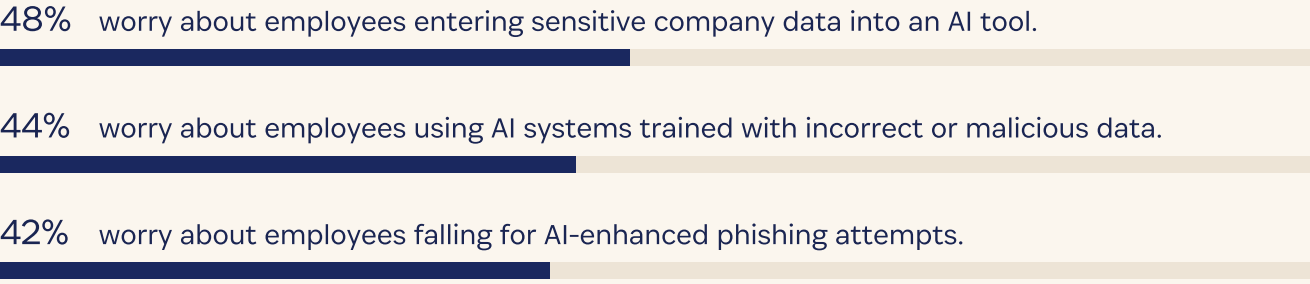 48% worry about employees entering sensitive company data into an AI tool.
44% worry about employees using AI systems trained with incorrect or malicious data.
42% worry about employees falling for AI-enhanced phishing attempts.